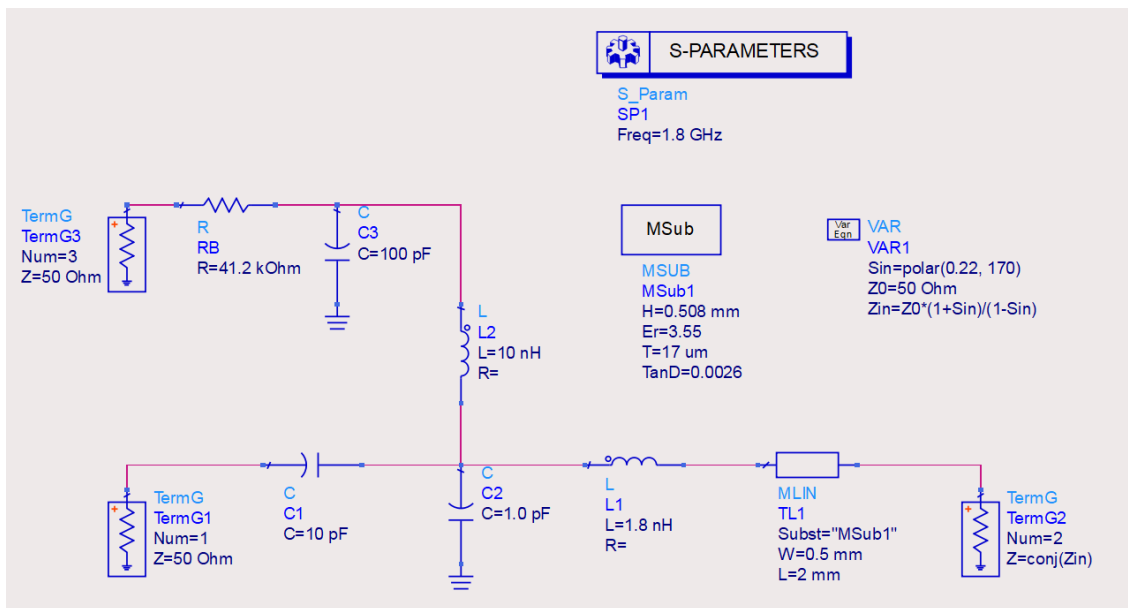 S-PARAMETERS
S_Param
SP1
Freq=1.8 GHz
TermG
TermG3
Num=3
Z=50 Ohm
+
R
RB
R=41.2 kOhm
C
C3
C=100 pF
L
L2
L=10 nH
R=
MSub
MSUB
MSub1
H=0.508 mm
Er=3.55
T=17 um
TanD=0.0026
Var
Eqn
VAR
VAR1
Sin=polar(0.22, 170)
Z0=50 Ohm
Zin=Z0*(1+Sin)/(1-Sin)
+
TermG
TermG1
Num=1
Z=50 Ohm
C
C1
C=10 pF
C
C2
C=1.0 pF
L
L1
L=1.8 nH
R=
MLIN
TL1
Subst="MSub1"
W=0.5 mm
L=2 mm
+
TermG
TermG2
Num=2
Z=conj(Zin)